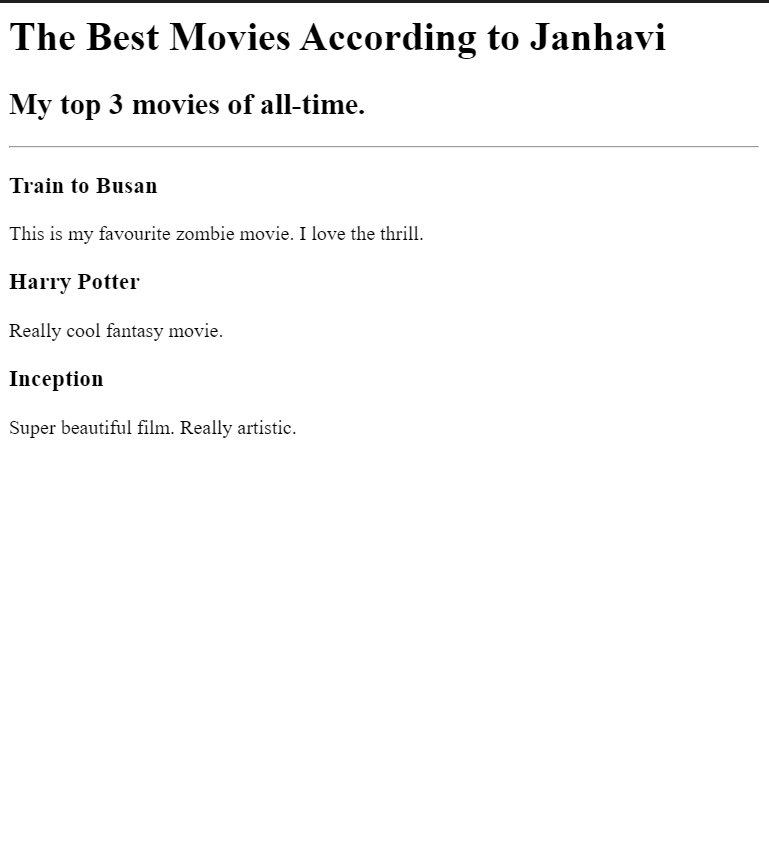 The Best Movies According to Janhavi
My top 3 movies of all-time.
Train to Busan
This is my favourite zombie movie. I love the thrill.
Harry Potter
Really cool fantasy movie.
Inception
Super beautiful film. Really artistic.